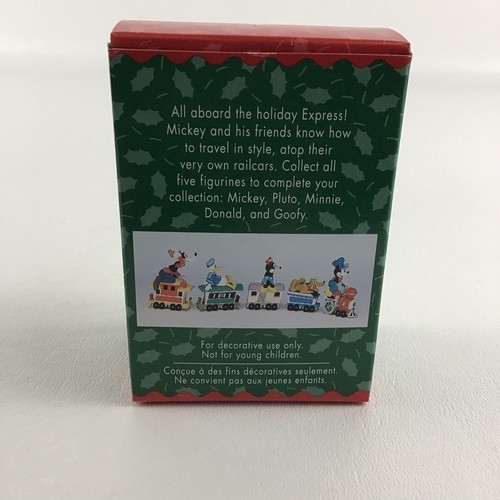 All aboard the holiday Express!
Mickey and his friends know how
to travel in style, atop their
very own railcars. Collect all
five figurines to complete your
collection: Mickey, Pluto, Minnie,
Donald, and Goofy.
For decorative use only.
Not for young children.
Conçue à des fins décoratives seulement.
Ne convient pas aux jeunes enfants.